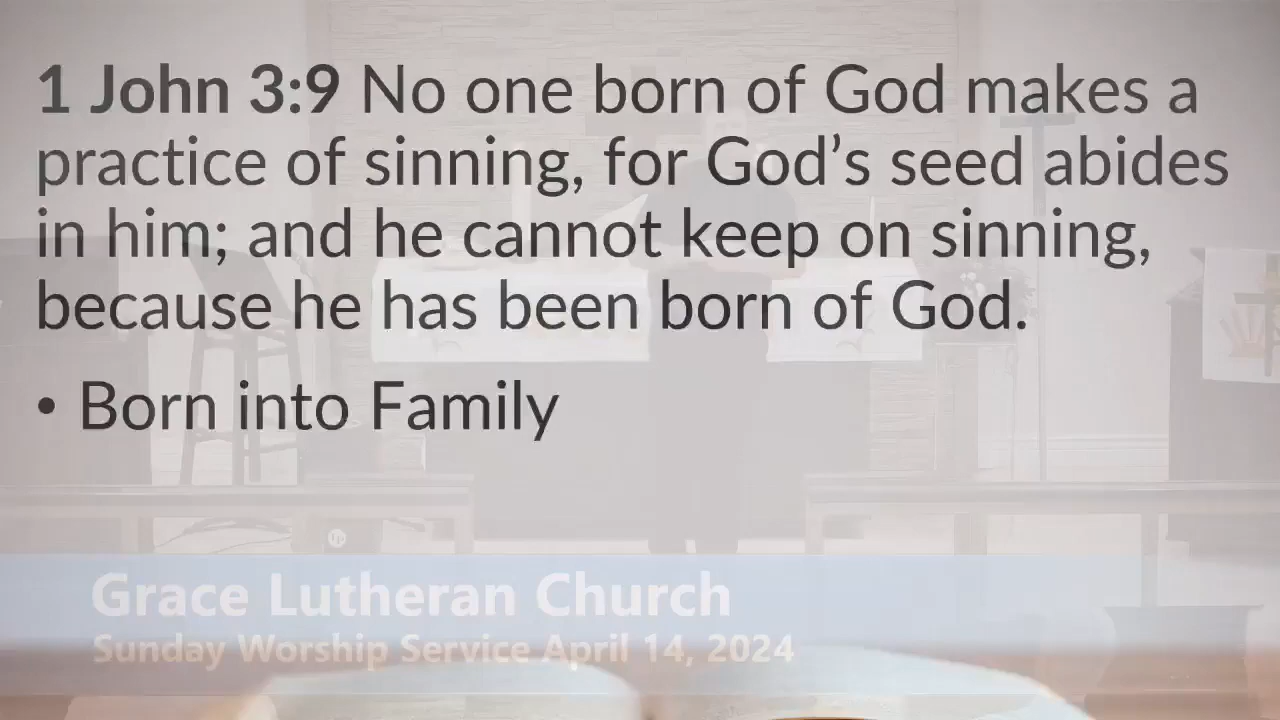 1 John 3:9 No one born of God makes a
practice of sinning, for God’s seed abides
in him; and he cannot keep on sinning,
because he has been born of God.
• Born into Family
Grace Lutheran Church
Sunday Worship Service April 14, 2024